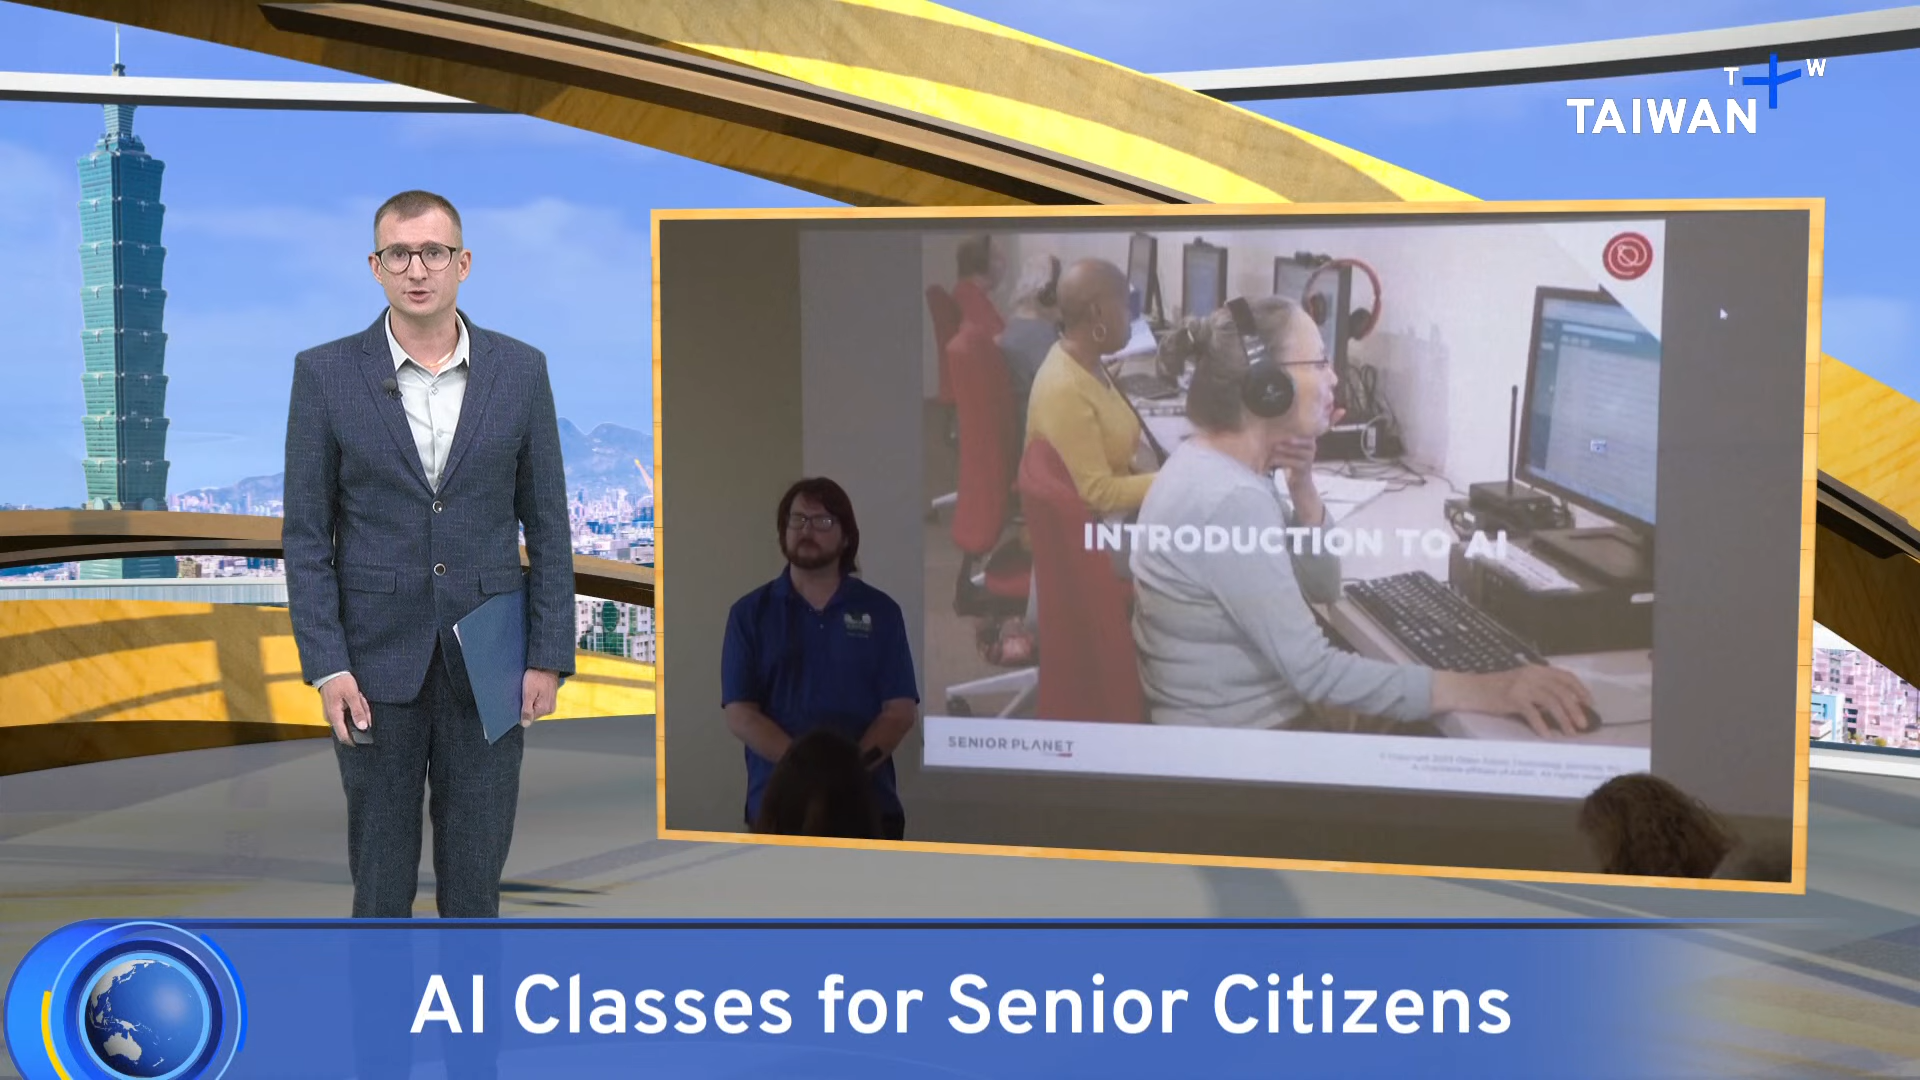 T W
TAIWAN
INTRODUCTION TO AI
SENIOR PLANET
AI Classes for Senior Citizens